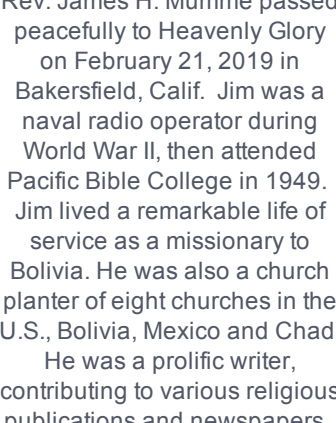 Rev. James H. Mumme passed
peacefully to Heavenly Glory
on February 21, 2019 in
Bakersfield, Calif.  Jim was a
naval radio operator during
World War II, then attended
Pacific Bible College in 1949.
Jim lived a remarkable life of
service as a missionary to
Bolivia. He was also a church
planter of eight churches in the
U.S., Bolivia, Mexico and Chad
He was a prolific writer,
contributing to various religious
publications and newspapers